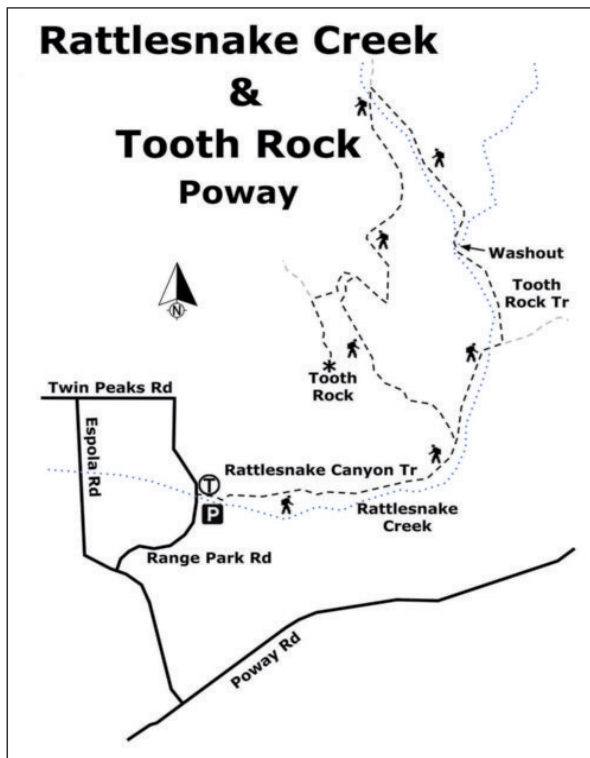 Rattlesnake Creek
&
Tooth Rock
Poway
Washout
Tooth
Rock Tr
N
Tooth
Rock
Twin Peaks Rd
Espola Rd
T
Rattlesnake Canyon Tr
P
Rattlesnake
Creek
Range Park Rd
Poway Rd